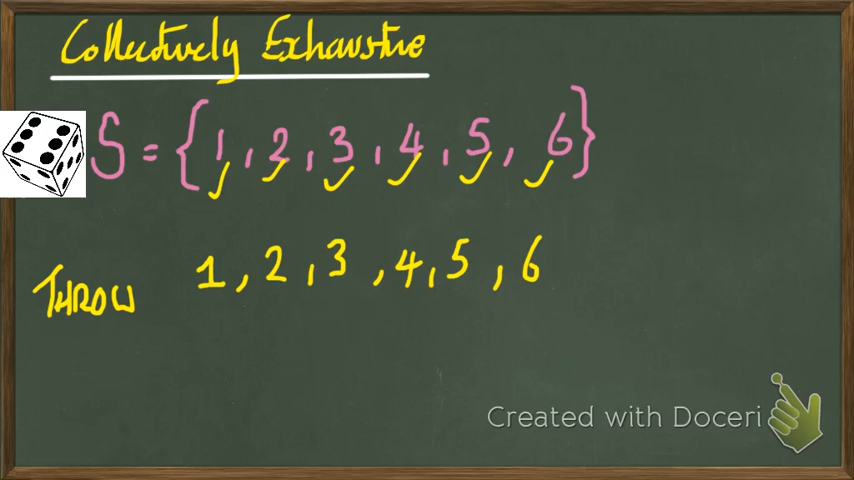 Collectively Exhaustive
S = {1, 2, 3, 4, 5, 6}
THROW 1, 2, 3, 4, 5, 6
Created with Doceri